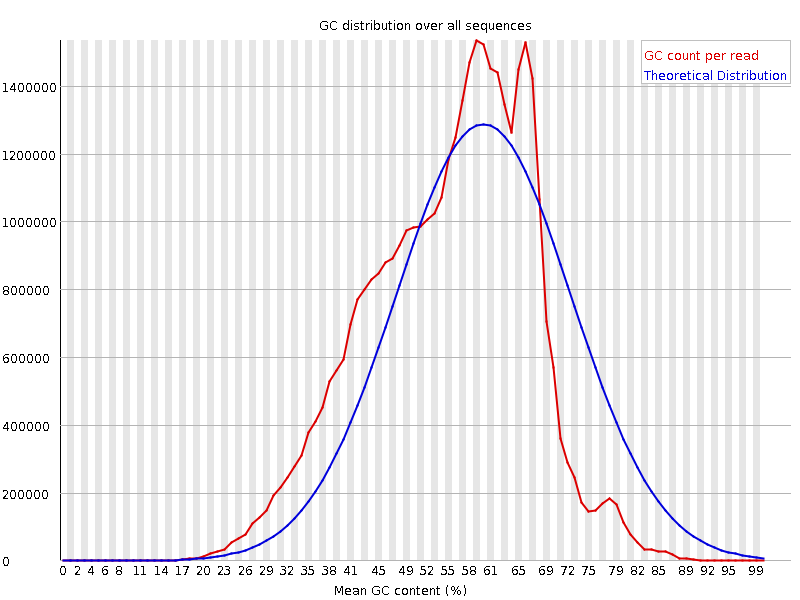 GC distribution over all sequences
GC count per read
Theoretical Distribution
1400000
1200000
1000000
800000
600000
400000
200000
0
0 2 4 6 8 11 14 17 20 23 26 29 32 35 38 41 45 49 52 55 58 61 65 69 72 75 79 82 85 89 92 95 99
Mean GC content (%)